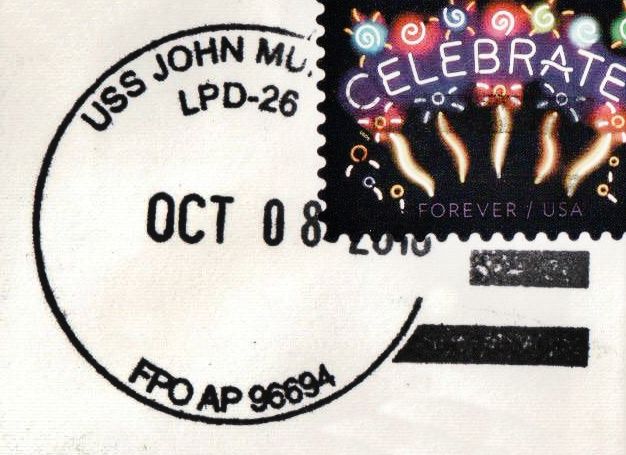 USS JOHN MU
LPD-26
OCT 08
FPO AP 96694
CELEBRATE
FOREVER / USA